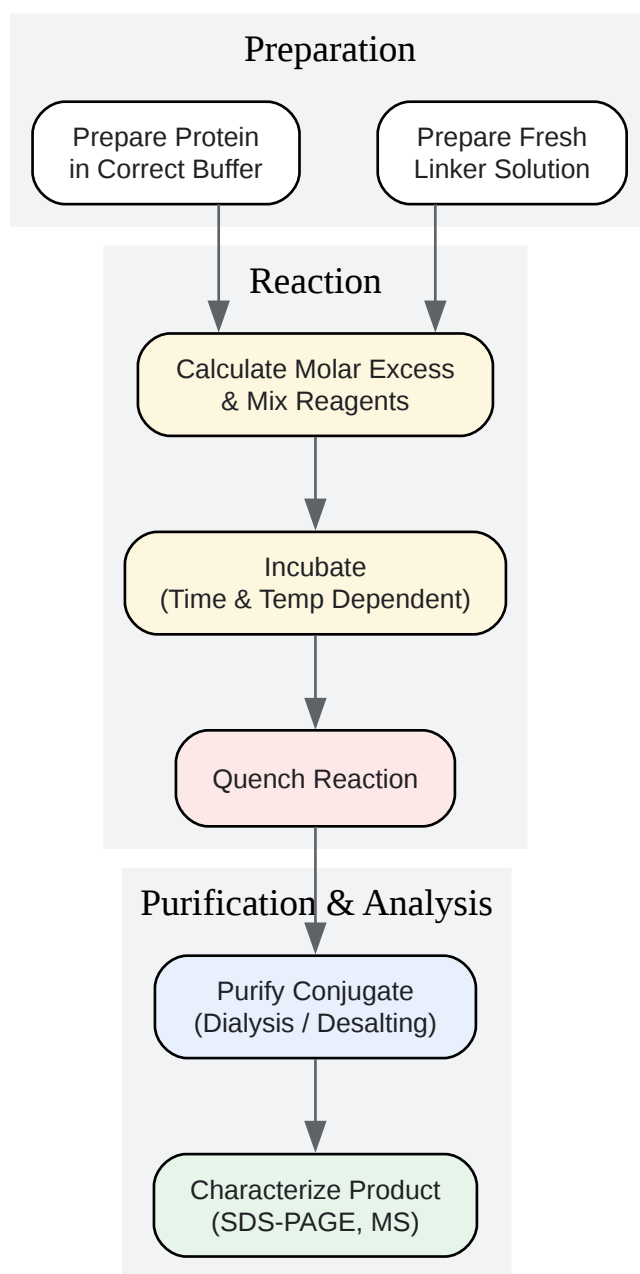 Preparation
Prepare Protein
in Correct Buffer
Prepare Fresh
Linker Solution
Reaction
Calculate Molar Excess
& Mix Reagents
Incubate
(Time & Temp Dependent)
Quench Reaction
Purification & Analysis
Purify Conjugate
(Dialysis / Desalting)
Characterize Product
(SDS-PAGE, MS)